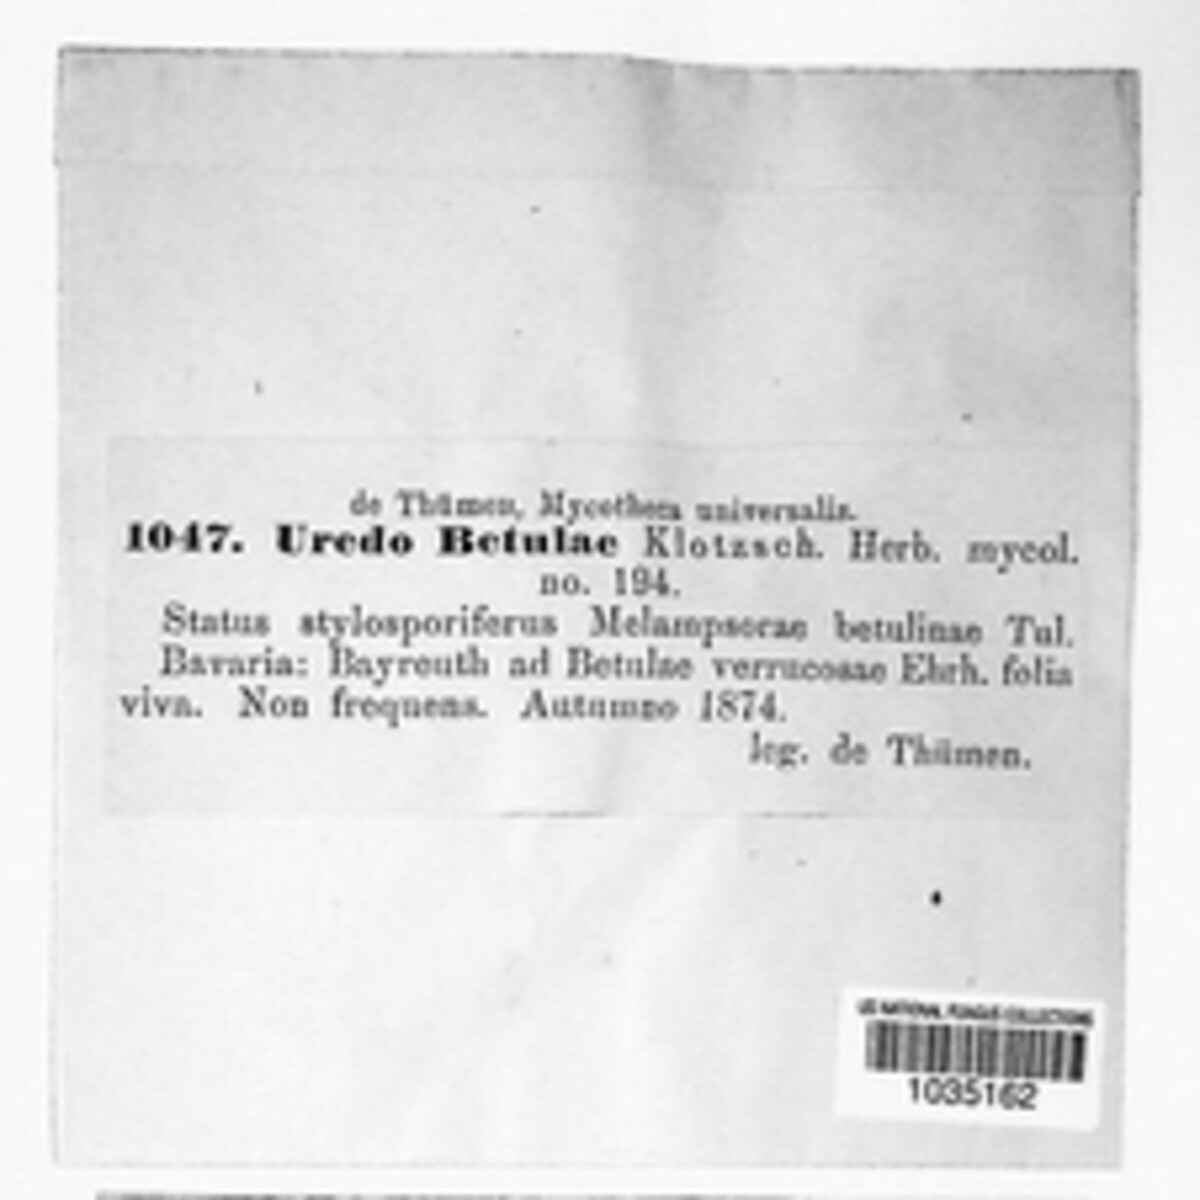 de Thümen, Mycotheca universalis.
1047. Uredo Betulae Klotzsch. Herb. mycol.
no. 194.
Status stylosporiferus Melampsorae betulinae Tul.
Bavaria: Bayreuth ad Betulae verrucosae Ehrh. folia
viva. Non frequens. Autumno 1874.
leg. de Thümen.
US NATIONAL FUNGUS COLLECTIONS
1035162